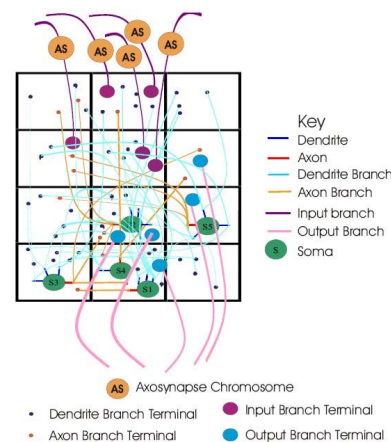 AS AS AS
AS AS
S5
S4
S3 S1
Key
Dendrite
Axon
Dendrite Branch
Axon Branch
Input branch
Output Branch
S Soma
AS Axosynapse Chromosome
Dendrite Branch Terminal
Input Branch Terminal
Axon Branch Terminal
Output Branch Terminal